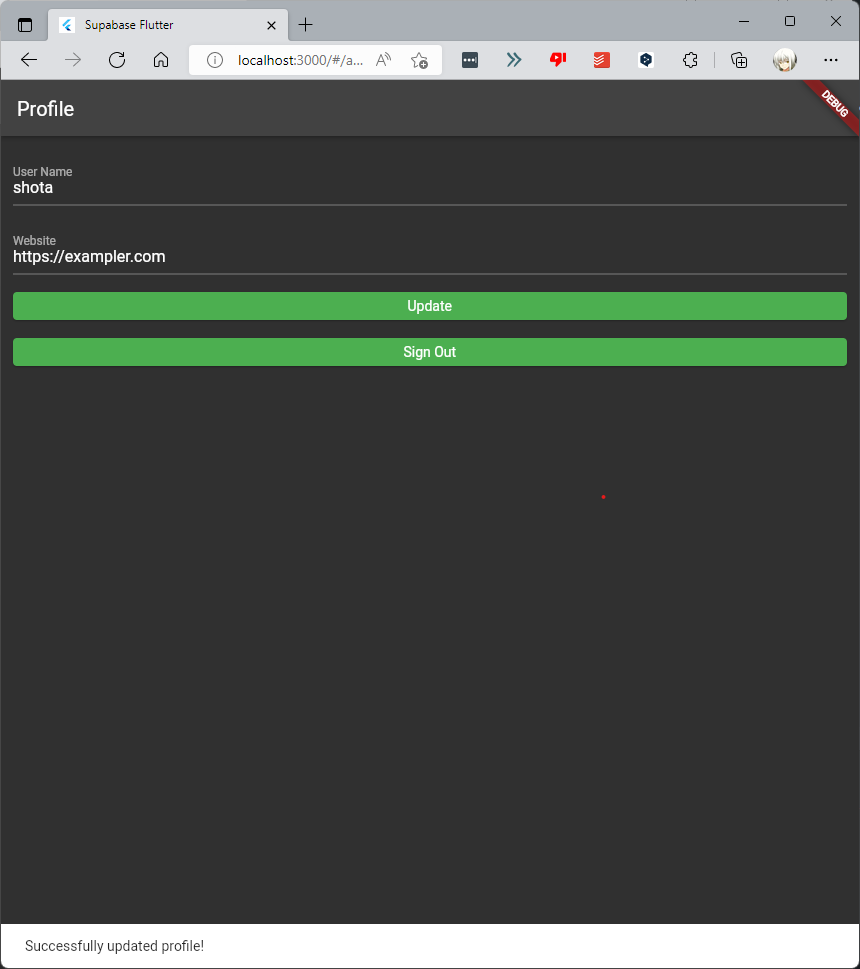 Supabase Flutter
localhost:3000/#/a...
Profile
DEBUG
User Name
shota
Website
https://exampler.com
Update
Sign Out
Successfully updated profile!